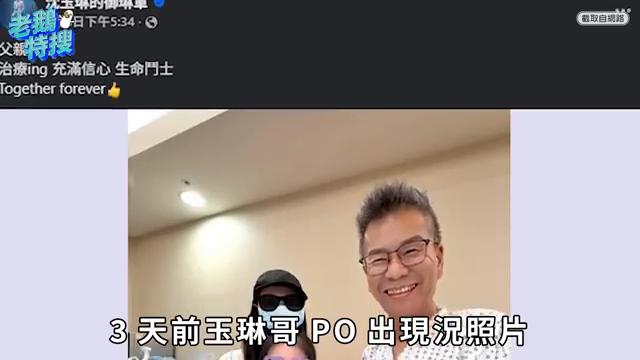 沈玉琳的御琳軍
日下午5:34
截取自網路
老鵝
特搜
父親
治療ing 充滿信心 生命鬥士
Together forever👍
3 天前玉琳哥 PO 出現況照片